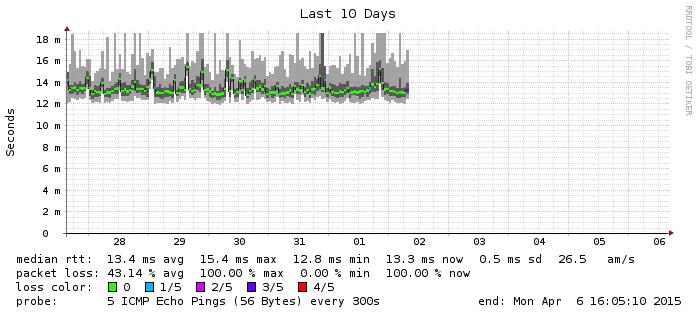 Last 10 Days
RRDTOOL / TOBI OETIKER
Seconds
18 m
16 m
14 m
12 m
10 m
8 m
6 m
4 m
2 m
0
28 29 30 31 01 02 03 04 05 06
median rtt: 13.4 ms avg 15.4 ms max 12.8 ms min 13.3 ms now 0.5 ms sd 26.5 am/s
packet loss: 43.14 % avg 100.00 % max 0.00 % min 100.00 % now
loss color: 0 1/5 2/5 3/5 4/5
probe: 5 ICMP Echo Pings (56 Bytes) every 300s end: Mon Apr 6 16:05:10 2015